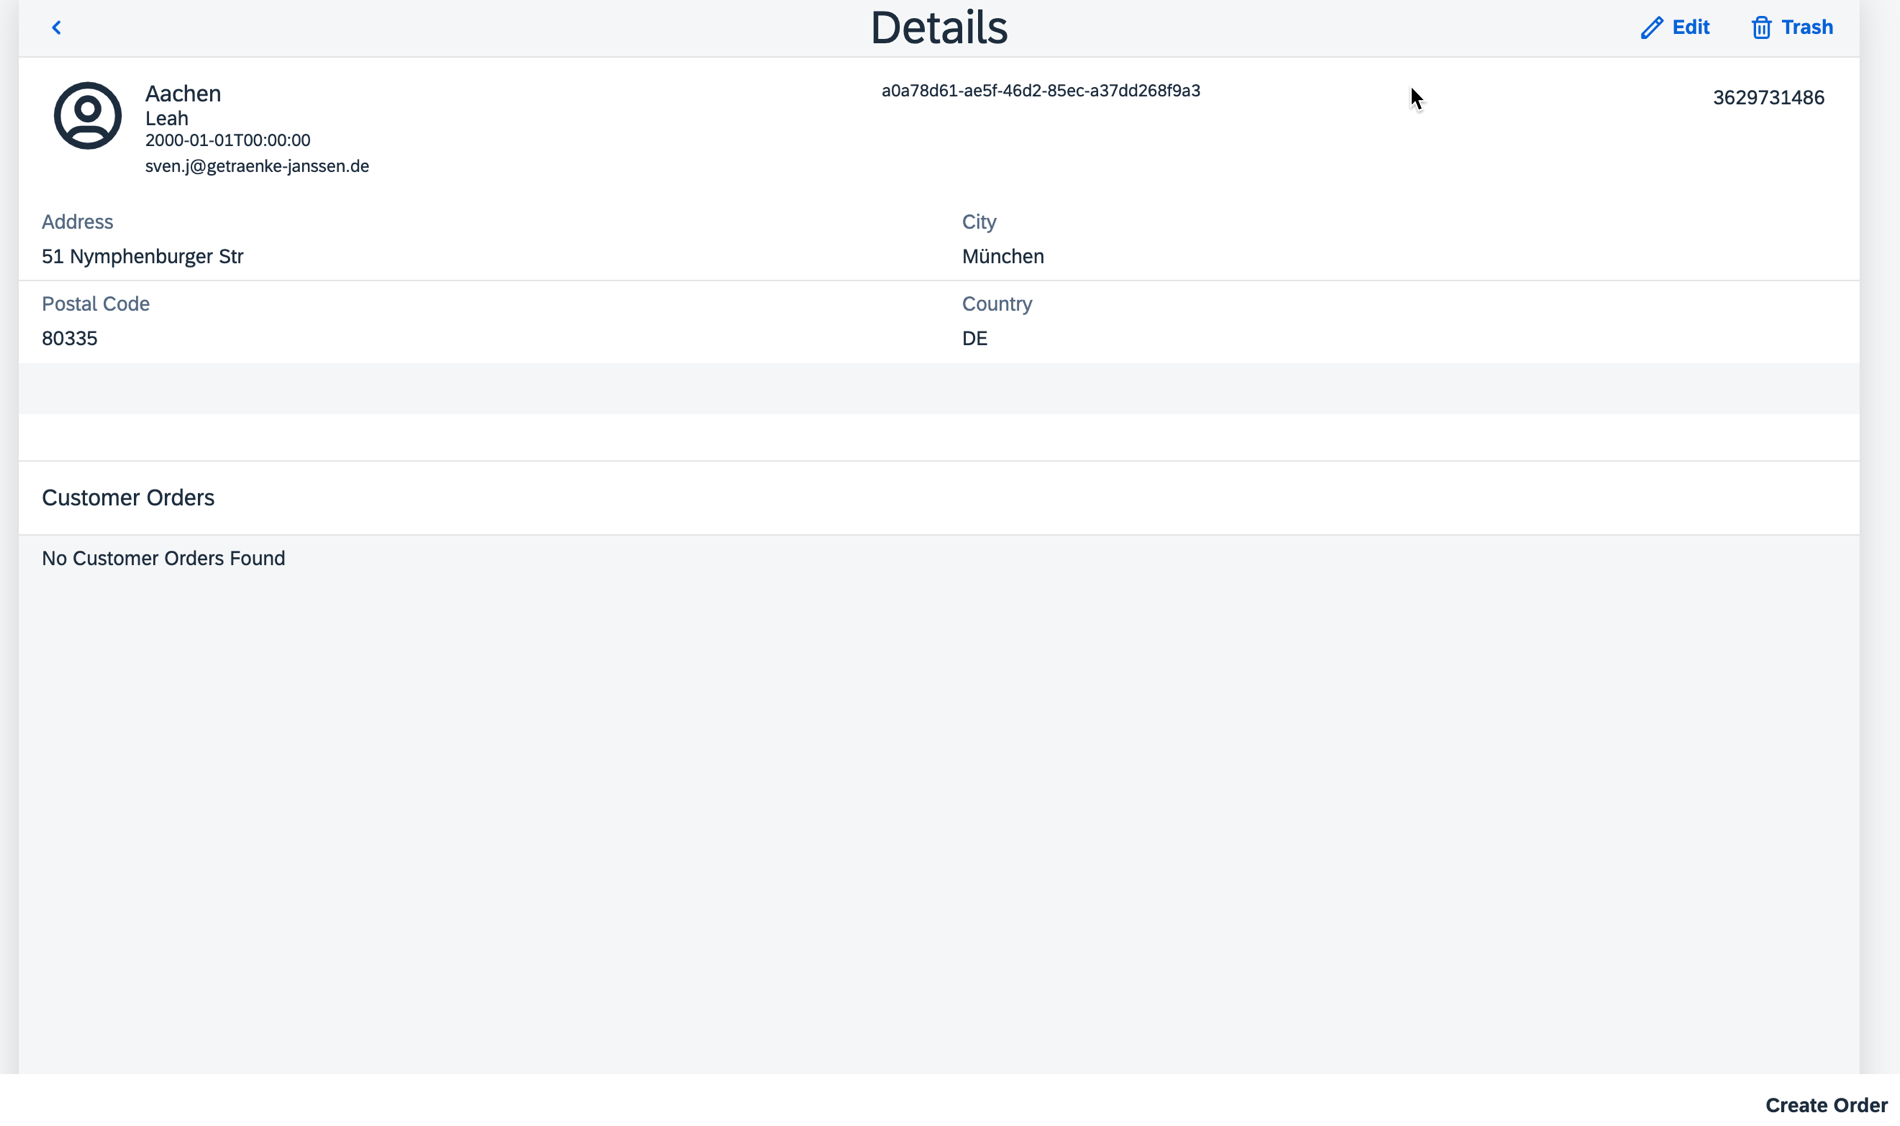 Details
Edit
Trash
Aachen
Leah
2000-01-01T00:00:00
sven.j@getraenke-janssen.de
a0a78d61-ae5f-46d2-85ec-a37dd268f9a3
3629731486
Address
51 Nymphenburger Str
City
München
Postal Code
80335
Country
DE
Customer Orders
No Customer Orders Found
Create Order